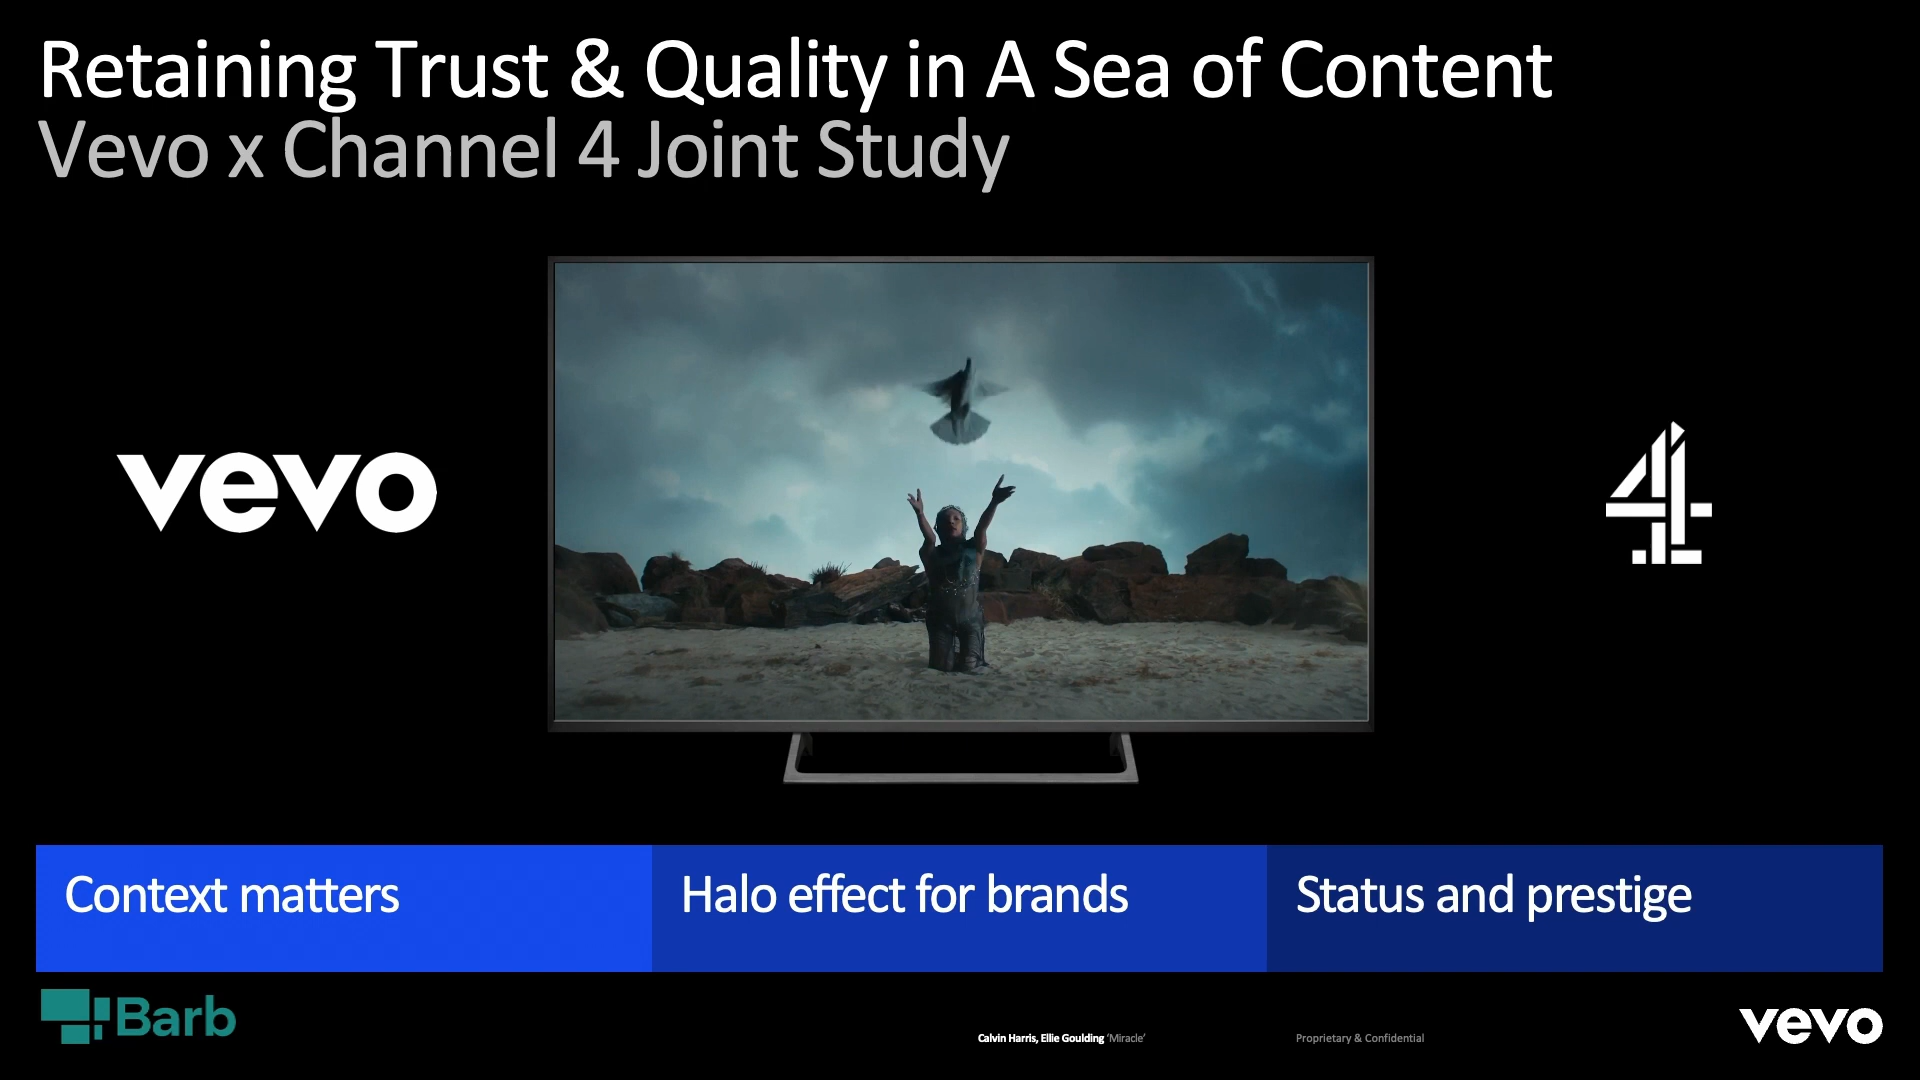 Retaining Trust & Quality in A Sea of Content
Vevo x Channel 4 Joint Study
vevo
4
Context matters
Halo effect for brands
Status and prestige
Barb
Calvin Harris, Ellie Goulding 'Miracle'
Proprietary & Confidential
vevo